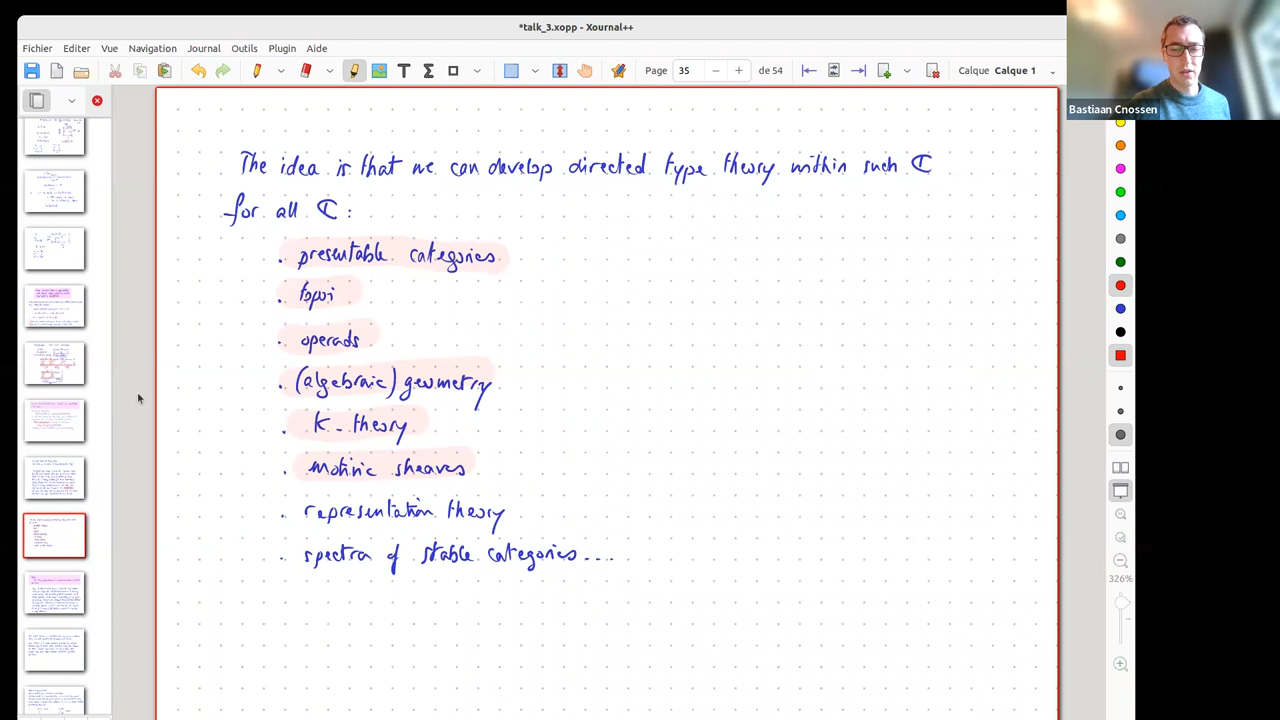 *talk_3.xopp - Xournal++
Fichier Editer Vue Navigation Journal Outils Plugin Aide
Page 35 de 54 Calque Calque 1
Bastiaan Cnossen
The idea is that we can develop directed type theory within such ℂ
for all ℂ :
. presentable categories
. topoi
. operads
. (algebraic) geometry
. K-theory
. motivic sheaves
. representation theory
. spectra of stable categories....
326%